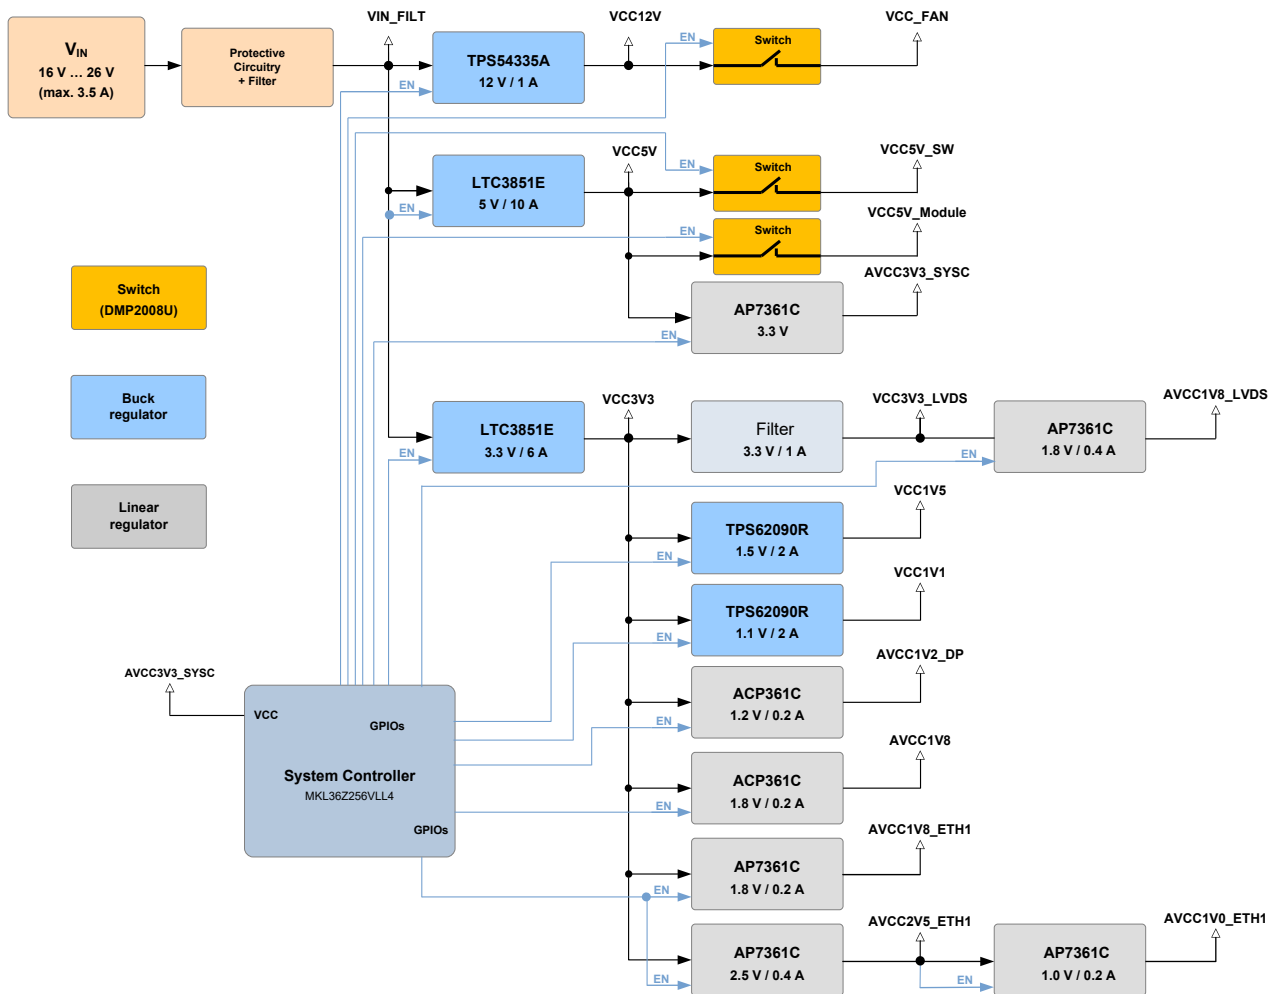 VIN_FILT
VCC12V
VCC_FAN
VIN
16 V ... 26 V
(max. 3.5 A)
Protective
Circuitry
+ Filter
TPS54335A
12 V / 1 A
EN
EN
Switch
VCC5V
VCC5V_SW
LTC3851E
5 V / 10 A
EN
EN
Switch
VCC5V_Module
EN
Switch
AVCC3V3_SYSC
Switch
(DMP2008U)
AP7361C
3.3 V
EN
Buck
regulator
VCC3V3
VCC3V3_LVDS
AVCC1V8_LVDS
LTC3851E
3.3 V / 6 A
EN
Filter
3.3 V / 1 A
AP7361C
1.8 V / 0.4 A
EN
Linear
regulator
VCC1V5
TPS62090R
1.5 V / 2 A
EN
VCC1V1
TPS62090R
1.1 V / 2 A
EN
AVCC1V2_DP
AVCC3V3_SYSC
ACP361C
1.2 V / 0.2 A
EN
VCC
GPIOs
System Controller
MKL36Z256VLL4
GPIOs
AVCC1V8
ACP361C
1.8 V / 0.2 A
EN
AVCC1V8_ETH1
AP7361C
1.8 V / 0.2 A
EN
AVCC2V5_ETH1
AVCC1V0_ETH1
AP7361C
2.5 V / 0.4 A
EN
AP7361C
1.0 V / 0.2 A
EN